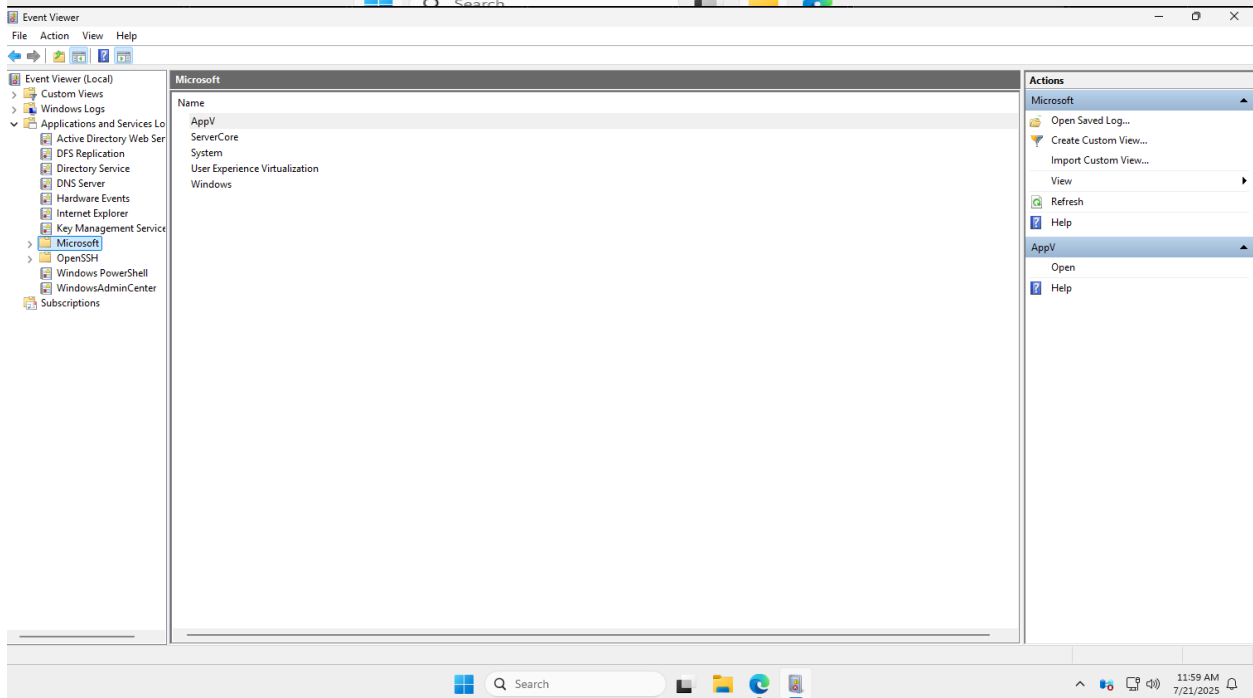 Search
Event Viewer
File Action View Help
Event Viewer (Local)
Custom Views
Windows Logs
Applications and Services Lo
Active Directory Web Ser
DFS Replication
Directory Service
DNS Server
Hardware Events
Internet Explorer
Key Management Service
Microsoft
OpenSSH
Windows PowerShell
WindowsAdminCenter
Subscriptions
Microsoft
Name
AppV
ServerCore
System
User Experience Virtualization
Windows
Actions
Microsoft
Open Saved Log...
Create Custom View...
Import Custom View...
View
Refresh
Help
AppV
Open
Help
Search
11:59 AM
7/21/2025